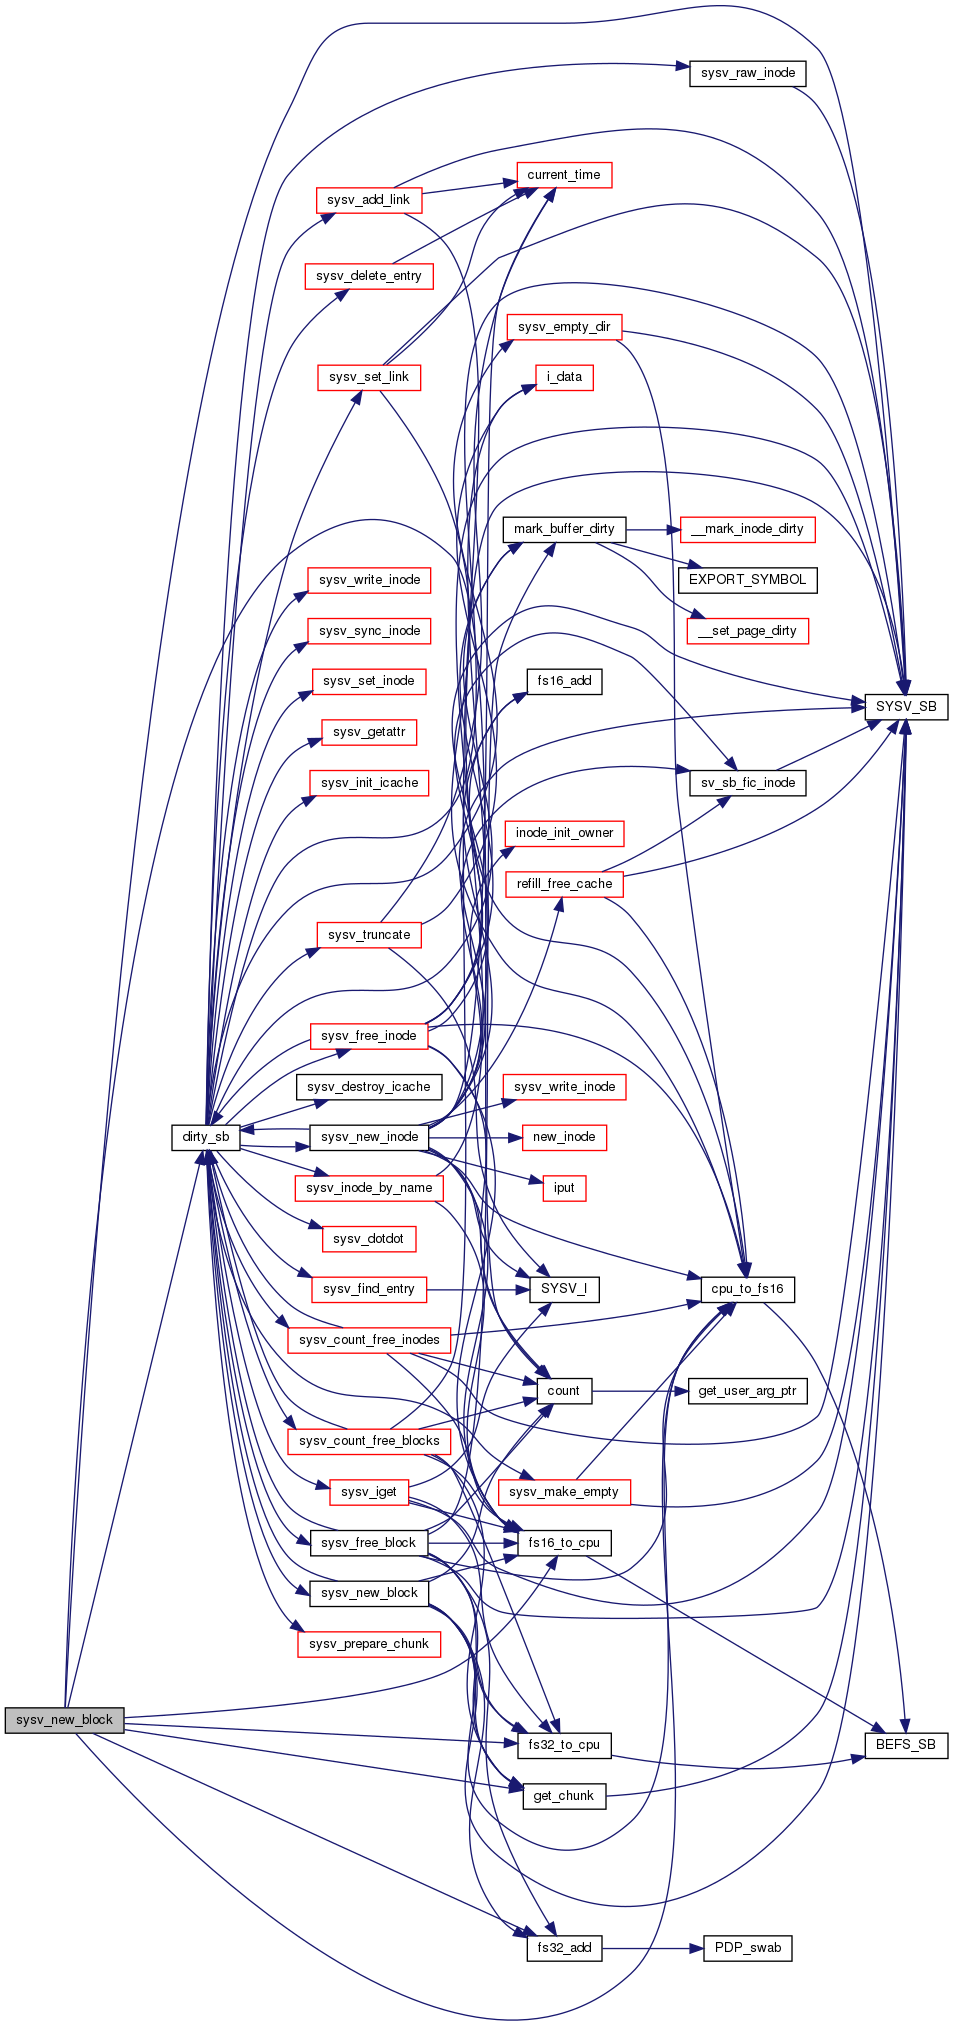 sysv_raw_inode
current_time
sysv_add_link
sysv_delete_entry
sysv_empty_dir
sysv_set_link
i_data
mark_buffer_dirty
__mark_inode_dirty
sysv_write_inode
EXPORT_SYMBOL
sysv_sync_inode
__set_page_dirty
sysv_set_inode
fs16_add
SYSV_SB
sysv_getattr
sysv_init_icache
sv_sb_fic_inode
inode_init_owner
refill_free_cache
sysv_truncate
sysv_free_inode
sysv_destroy_icache
sysv_write_inode
dirty_sb
sysv_new_inode
new_inode
sysv_inode_by_name
iput
sysv_dotdot
sysv_find_entry
SYSV_I
cpu_to_fs16
sysv_count_free_inodes
count
get_user_arg_ptr
sysv_count_free_blocks
sysv_iget
sysv_make_empty
sysv_free_block
fs16_to_cpu
sysv_new_block
sysv_prepare_chunk
sysv_new_block
fs32_to_cpu
BEFS_SB
get_chunk
fs32_add
PDP_swab